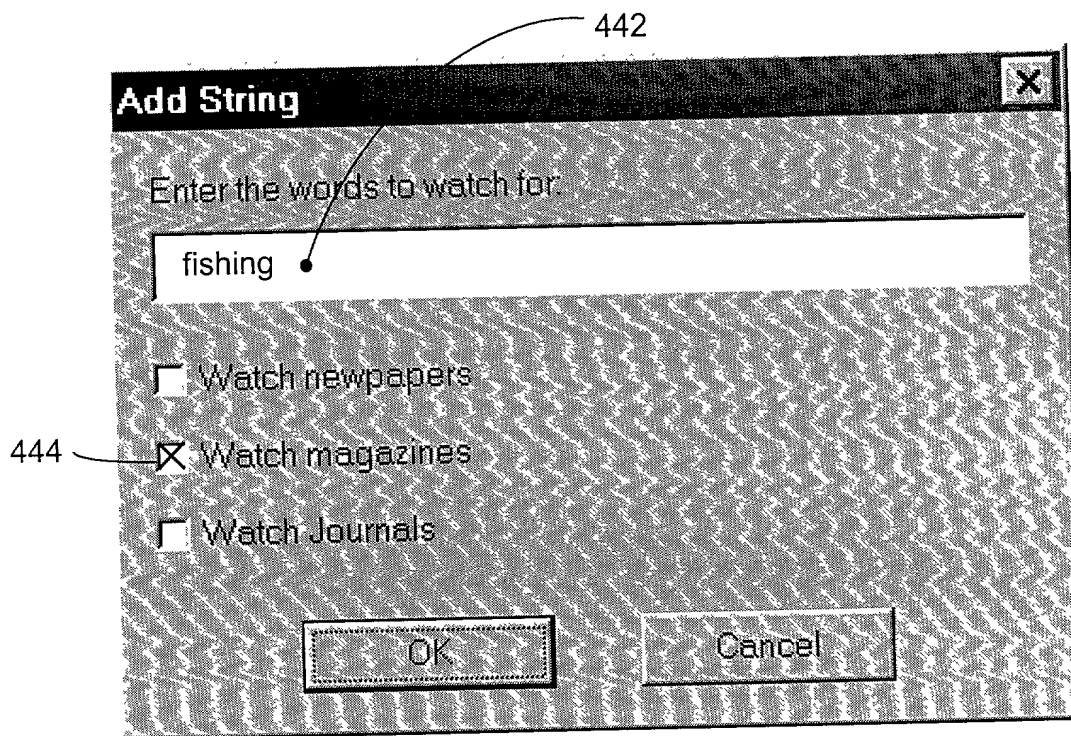 442
Add String
Enter the words to watch for:
fishing
Watch newpapers
444
Watch magazines
Watch Journals
OK
Cancel